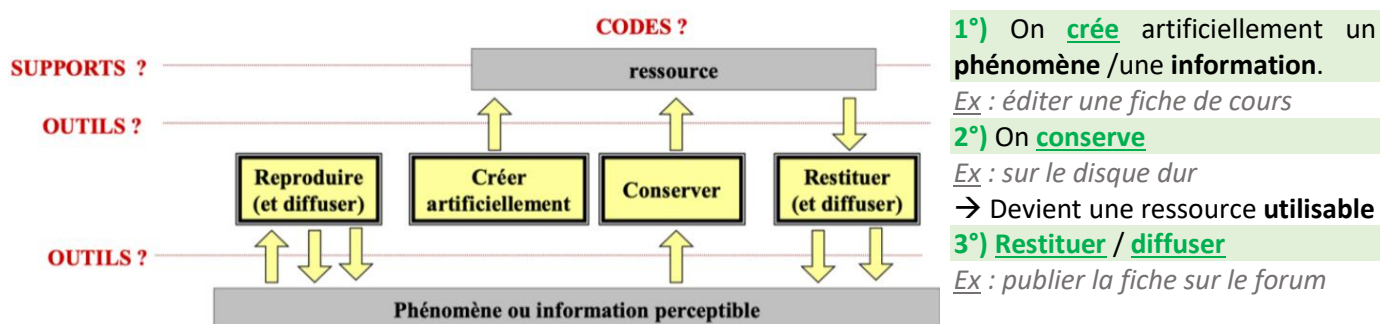 CODES ?
SUPPORTS ?
ressource
OUTILS ?
Reproduire
(et diffuser)
Créer
artificiellement
Conserver
Restituer
(et diffuser)
OUTILS ?
Phénomène ou information perceptible
1°) On crée artificiellement un
phénomène /une information.
Ex : éditer une fiche de cours
2°) On conserve
Ex : sur le disque dur
→ Devient une ressource utilisable
3°) Restituer / diffuser
Ex : publier la fiche sur le forum